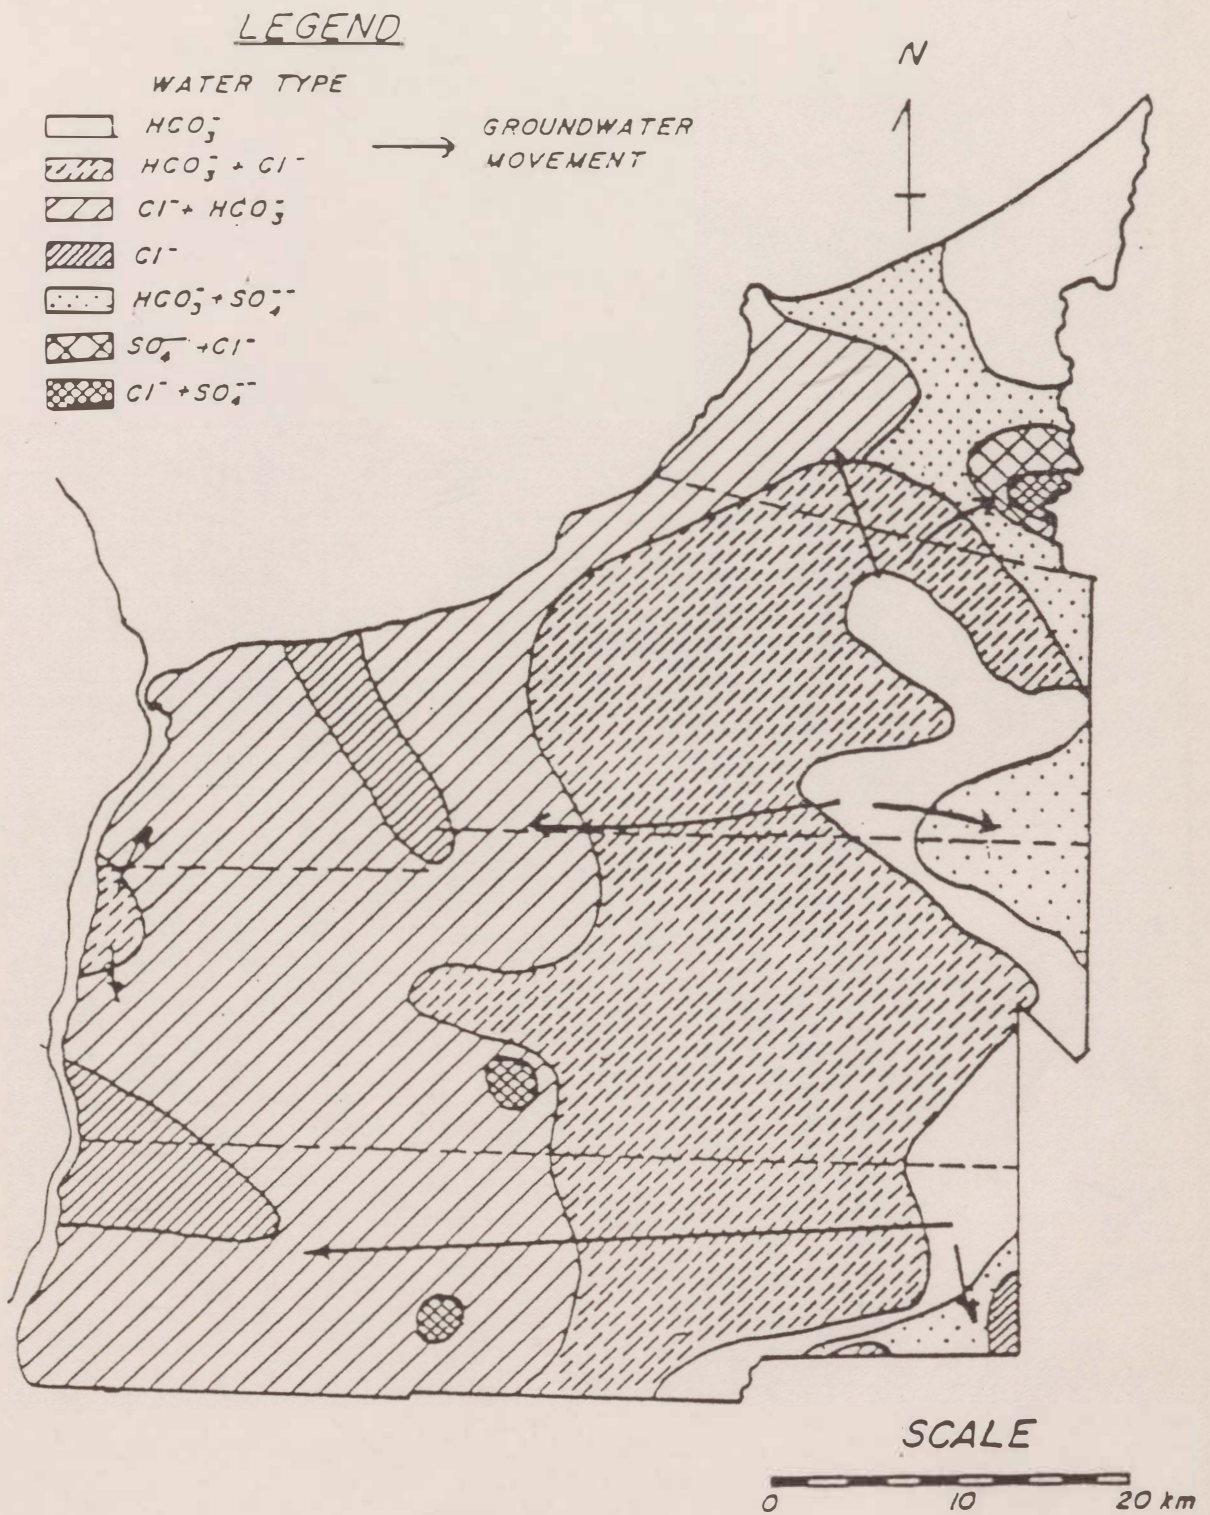 LEGEND
WATER TYPE
HCO₃⁻
HCO₃⁻ + Cl⁻
Cl⁻ + HCO₃⁻
Cl⁻
HCO₃⁻ + SO₄⁻⁻
SO₄⁻⁻ + Cl⁻
Cl⁻ + SO₄⁻⁻
GROUNDWATER
MOVEMENT
N
SCALE
0 10 20 km